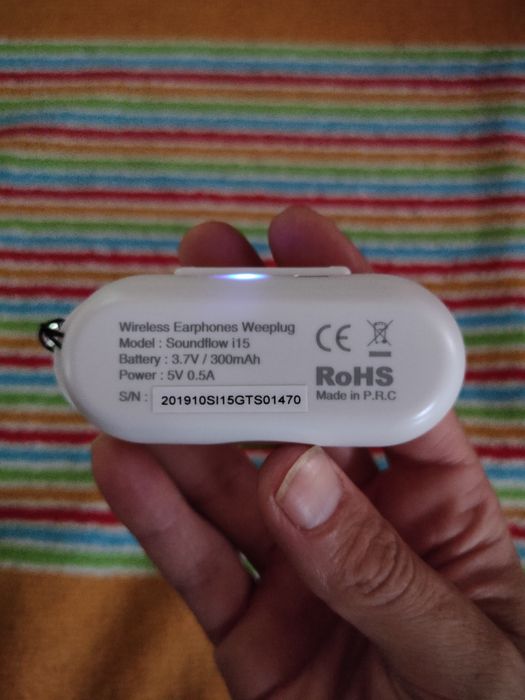 Wireless Earphones Weeplug
Model : Soundflow i15
Battery : 3.7V / 300mAh
Power : 5V 0.5A
S/N : 201910SI15GTS01470
CE
RoHS
Made in P.R.C